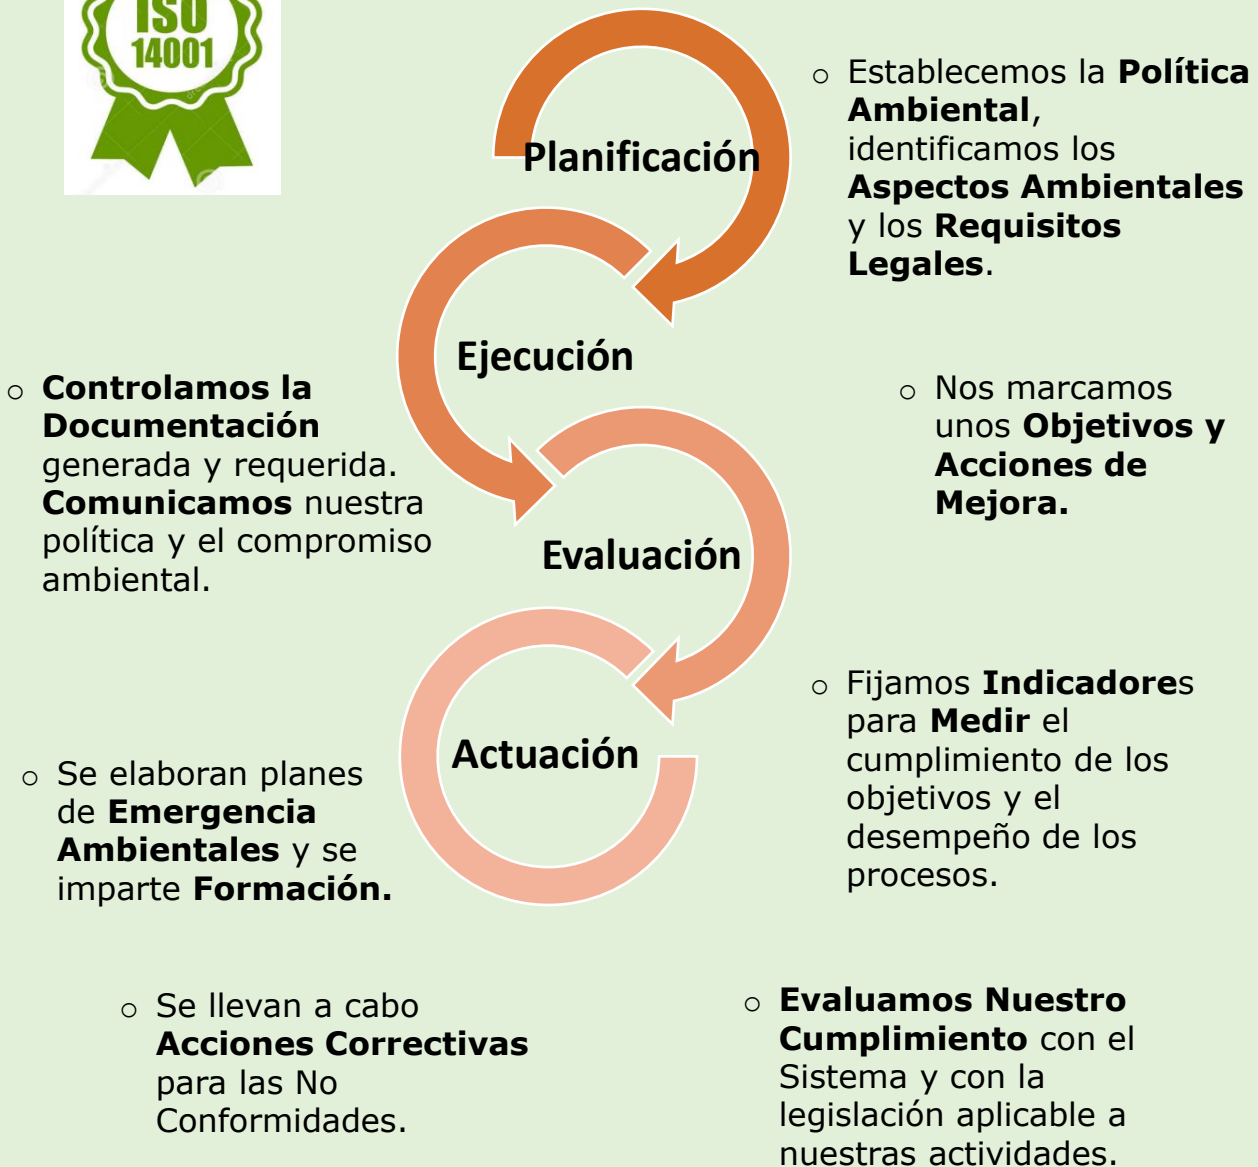 ISO
14001
Planificación
○ Establecemos la Política
Ambiental,
identificamos los
Aspectos Ambientales
y los Requisitos
Legales.
Ejecución
○ Controlamos la
Documentación
generada y requerida.
Comunicamos nuestra
política y el compromiso
ambiental.
○ Nos marcamos
unos Objetivos y
Acciones de
Mejora.
Evaluación
○ Fijamos Indicadores
para Medir el
cumplimiento de los
objetivos y el
desempeño de los
procesos.
Actuación
○ Se elaboran planes
de Emergencia
Ambientales y se
imparte Formación.
○ Se llevan a cabo
Acciones Correctivas
para las No
Conformidades.
○ Evaluamos Nuestro
Cumplimiento con el
Sistema y con la
legislación aplicable a
nuestras actividades.